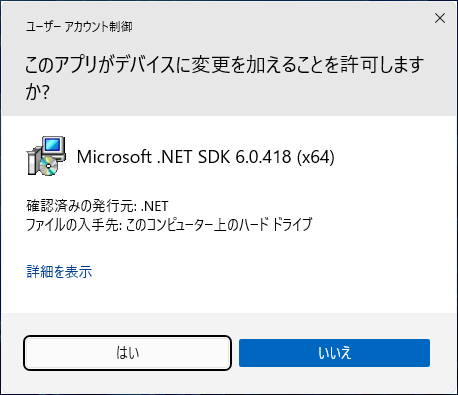 ユーザー アカウント制御
このアプリがデバイスに変更を加えることを許可します
か?
Microsoft .NET SDK 6.0.418 (x64)
確認済みの発行元: .NET
ファイルの入手先: このコンピューター上のハード ドライブ
詳細を表示
はい
いいえ